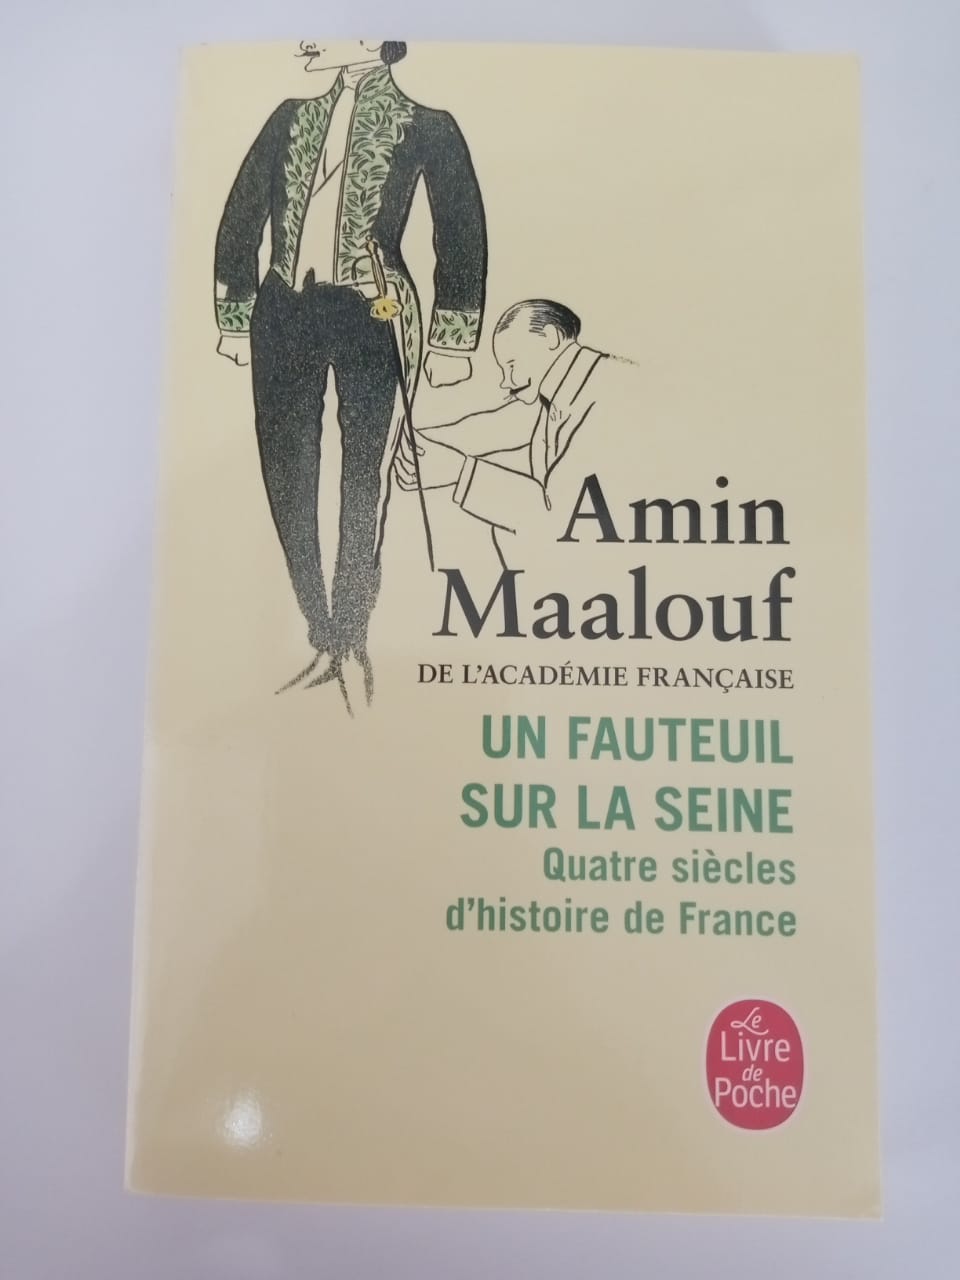 Amin
Maalouf
DE L'ACADÉMIE FRANÇAISE
UN FAUTEUIL
SUR LA SEINE
Quatre siècles
d'histoire de France
Le
Livre
de
Poche